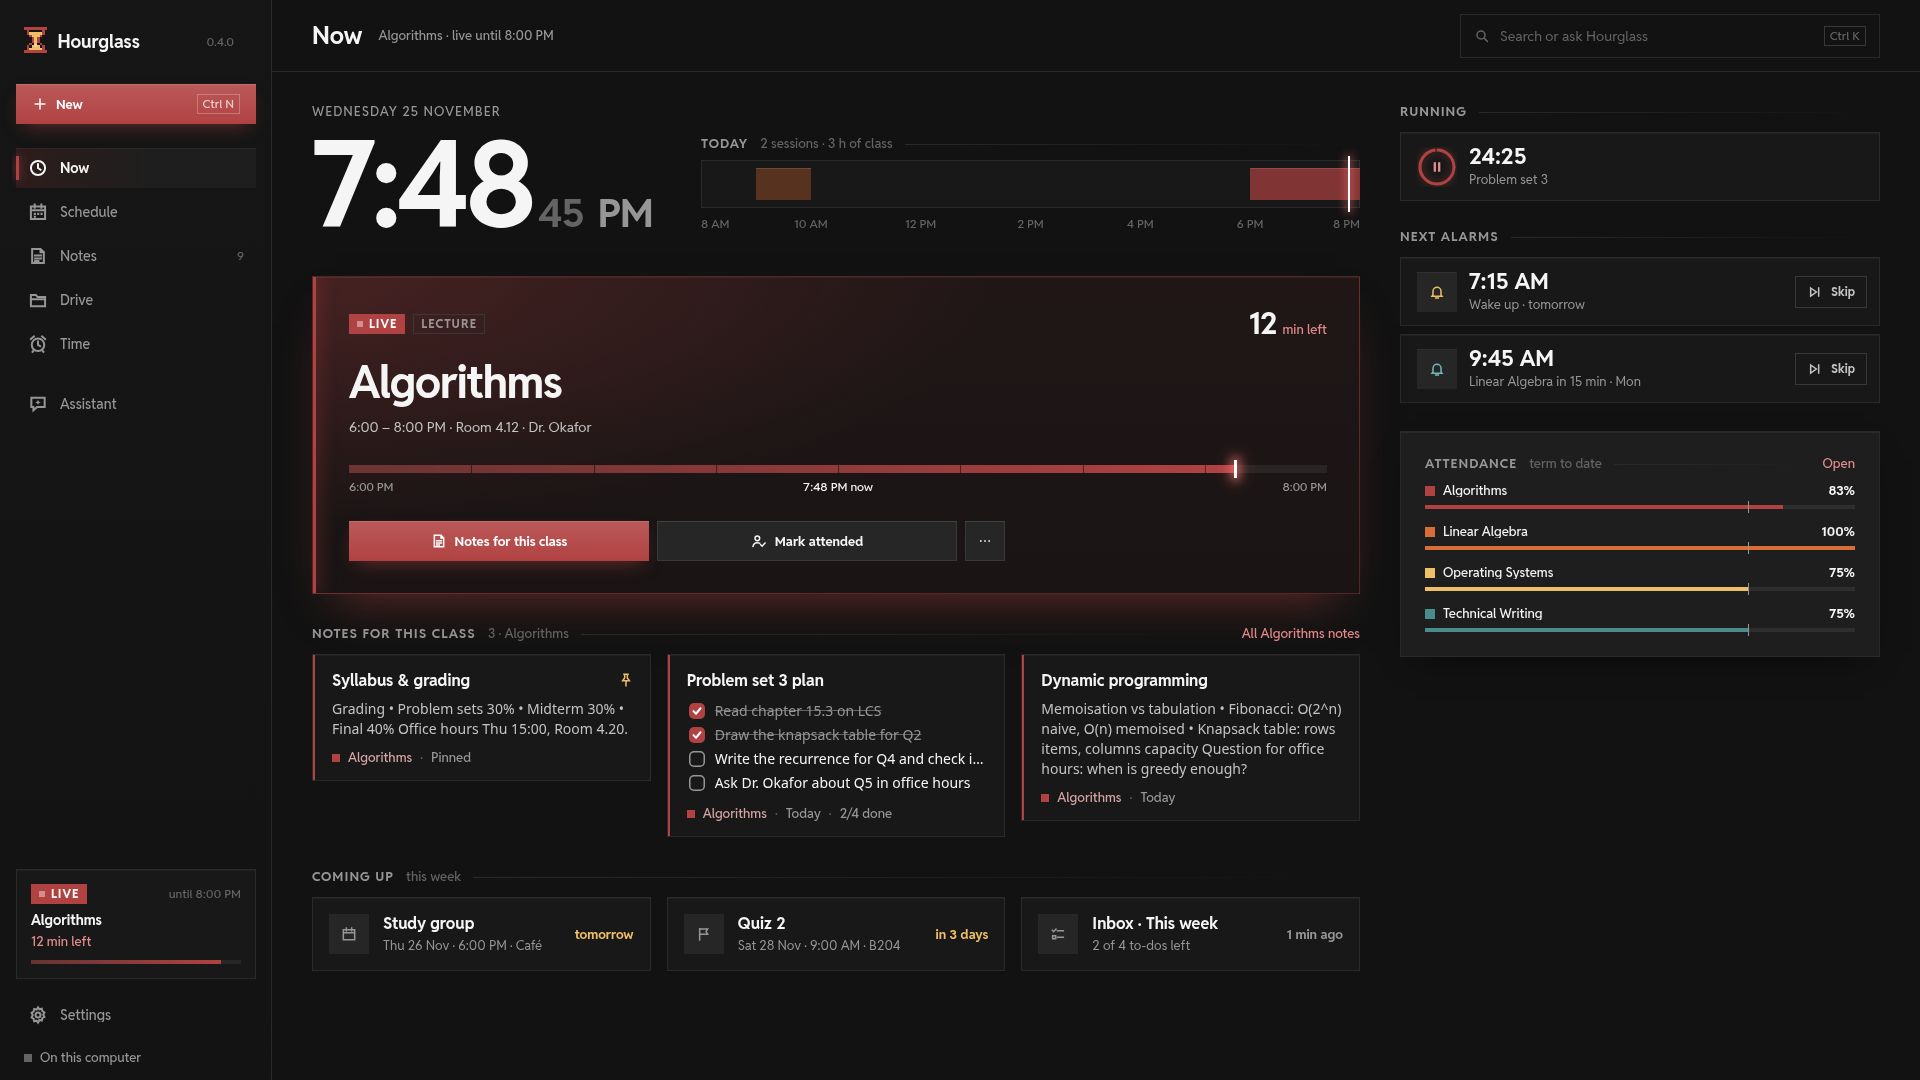 Hourglass
0.4.0
New
Ctrl N
Now
Schedule
Notes
9
Drive
Time
Assistant
LIVE
until 8:00 PM
Algorithms
12 min left
Settings
On this computer
Now
Algorithms · live until 8:00 PM
Search or ask Hourglass
Ctrl K
WEDNESDAY 25 NOVEMBER
7:48 45 PM
TODAY 2 sessions · 3 h of class
8 AM 10 AM 12 PM 2 PM 4 PM 6 PM 8 PM
LIVE LECTURE
12 min left
Algorithms
6:00 – 8:00 PM · Room 4.12 · Dr. Okafor
6:00 PM 7:48 PM now 8:00 PM
Notes for this class
Mark attended
NOTES FOR THIS CLASS 3 · Algorithms
All Algorithms notes
Syllabus & grading
Grading • Problem sets 30% • Midterm 30% •
Final 40% Office hours Thu 15:00, Room 4.20.
Algorithms · Pinned
Problem set 3 plan
Read chapter 15.3 on LCS
Draw the knapsack table for Q2
Write the recurrence for Q4 and check i...
Ask Dr. Okafor about Q5 in office hours
Algorithms · Today · 2/4 done
Dynamic programming
Memoisation vs tabulation • Fibonacci: O(2^n)
naive, O(n) memoised • Knapsack table: rows
items, columns capacity Question for office
hours: when is greedy enough?
Algorithms · Today
COMING UP this week
Study group
Thu 26 Nov · 6:00 PM · Café
tomorrow
Quiz 2
Sat 28 Nov · 9:00 AM · B204
in 3 days
Inbox · This week
2 of 4 to-dos left
1 min ago
RUNNING
24:25
Problem set 3
NEXT ALARMS
7:15 AM
Wake up · tomorrow
Skip
9:45 AM
Linear Algebra in 15 min · Mon
Skip
ATTENDANCE term to date
Open
Algorithms 83%
Linear Algebra 100%
Operating Systems 75%
Technical Writing 75%